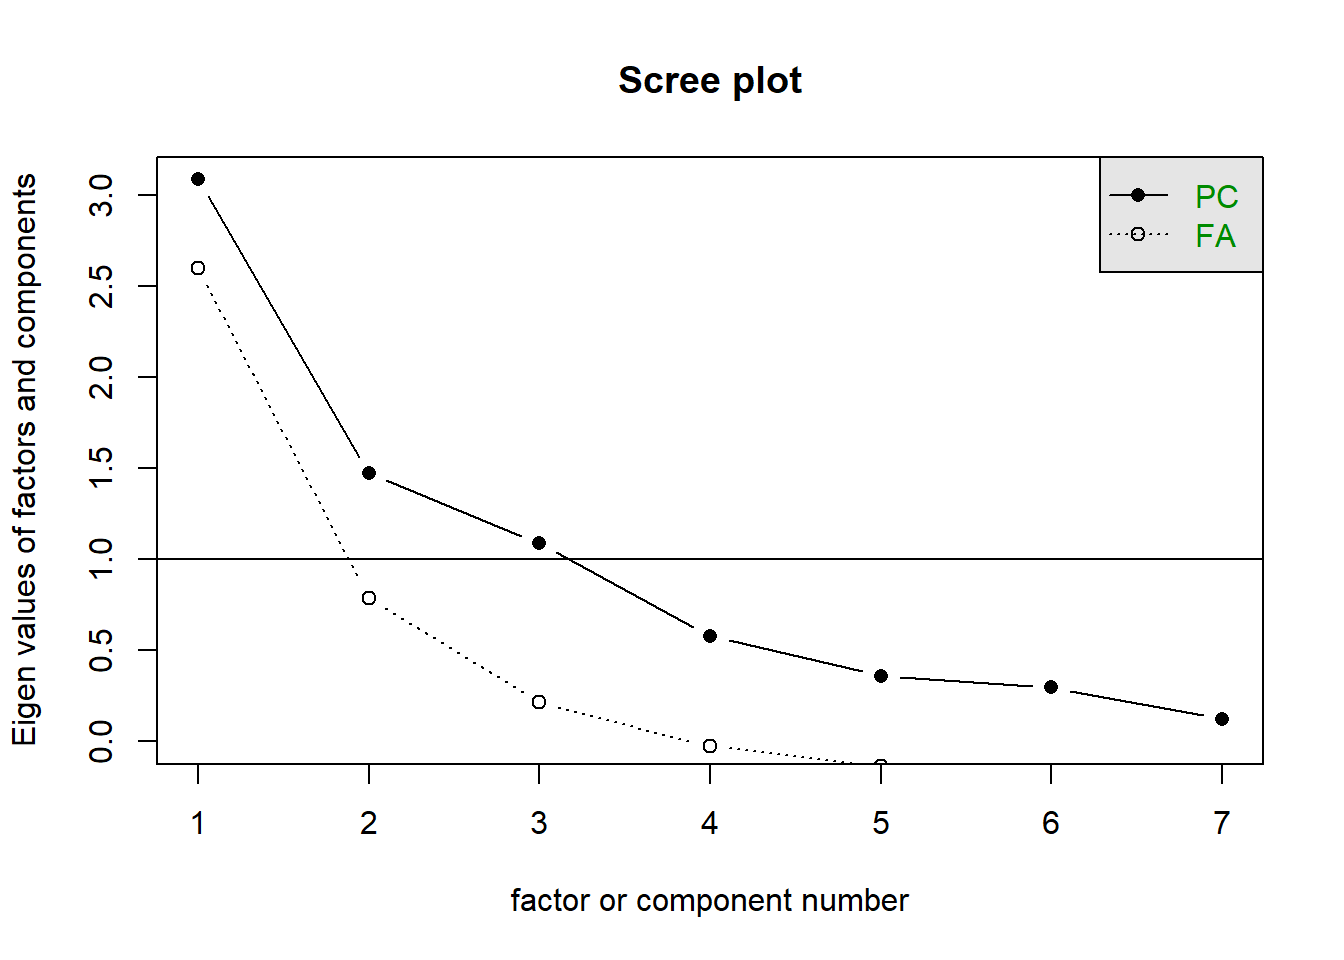 Scree plot
Eigen values of factors and components
3.0
2.5
2.0
1.5
1.0
0.5
0.0
PC
FA
1 2 3 4 5 6 7
factor or component number